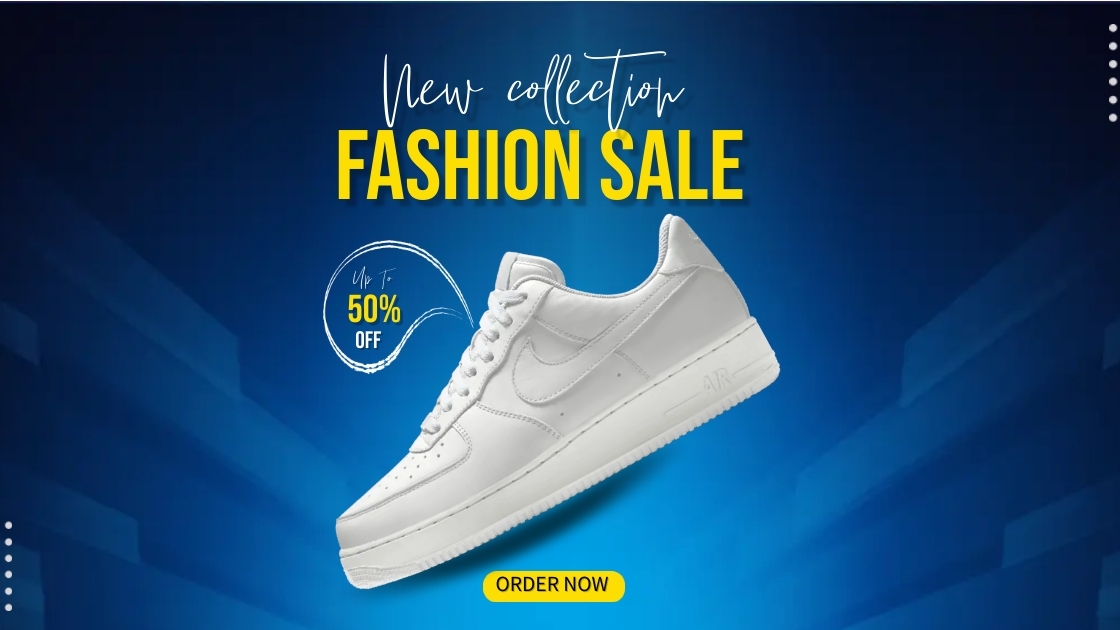 New collection
FASHION SALE
Up To
50%
OFF
AIR
ORDER NOW